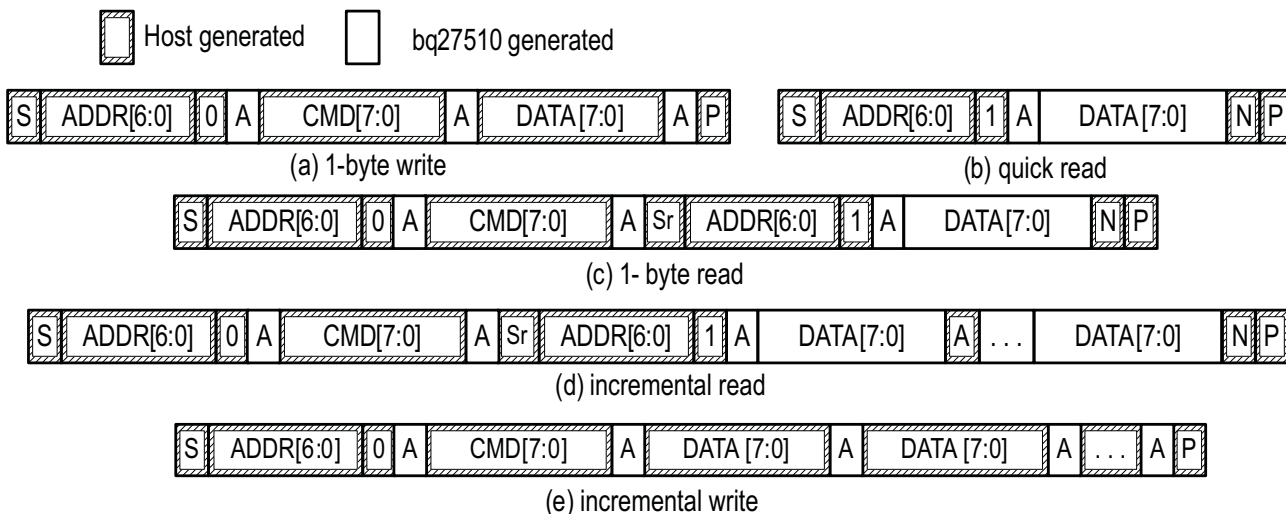 Host generated bq27510 generated
S ADDR[6:0] 0 A CMD[7:0] A DATA[7:0] A P S ADDR[6:0] 1 A DATA[7:0] N P
(a) 1-byte write (b) quick read
S ADDR[6:0] 0 A CMD[7:0] A Sr ADDR[6:0] 1 A DATA[7:0] N P
(c) 1- byte read
S ADDR[6:0] 0 A CMD[7:0] A Sr ADDR[6:0] 1 A DATA[7:0] A . . . DATA[7:0] N P
(d) incremental read
S ADDR[6:0] 0 A CMD[7:0] A DATA [7:0] A DATA [7:0] A . . . A P
(e) incremental write